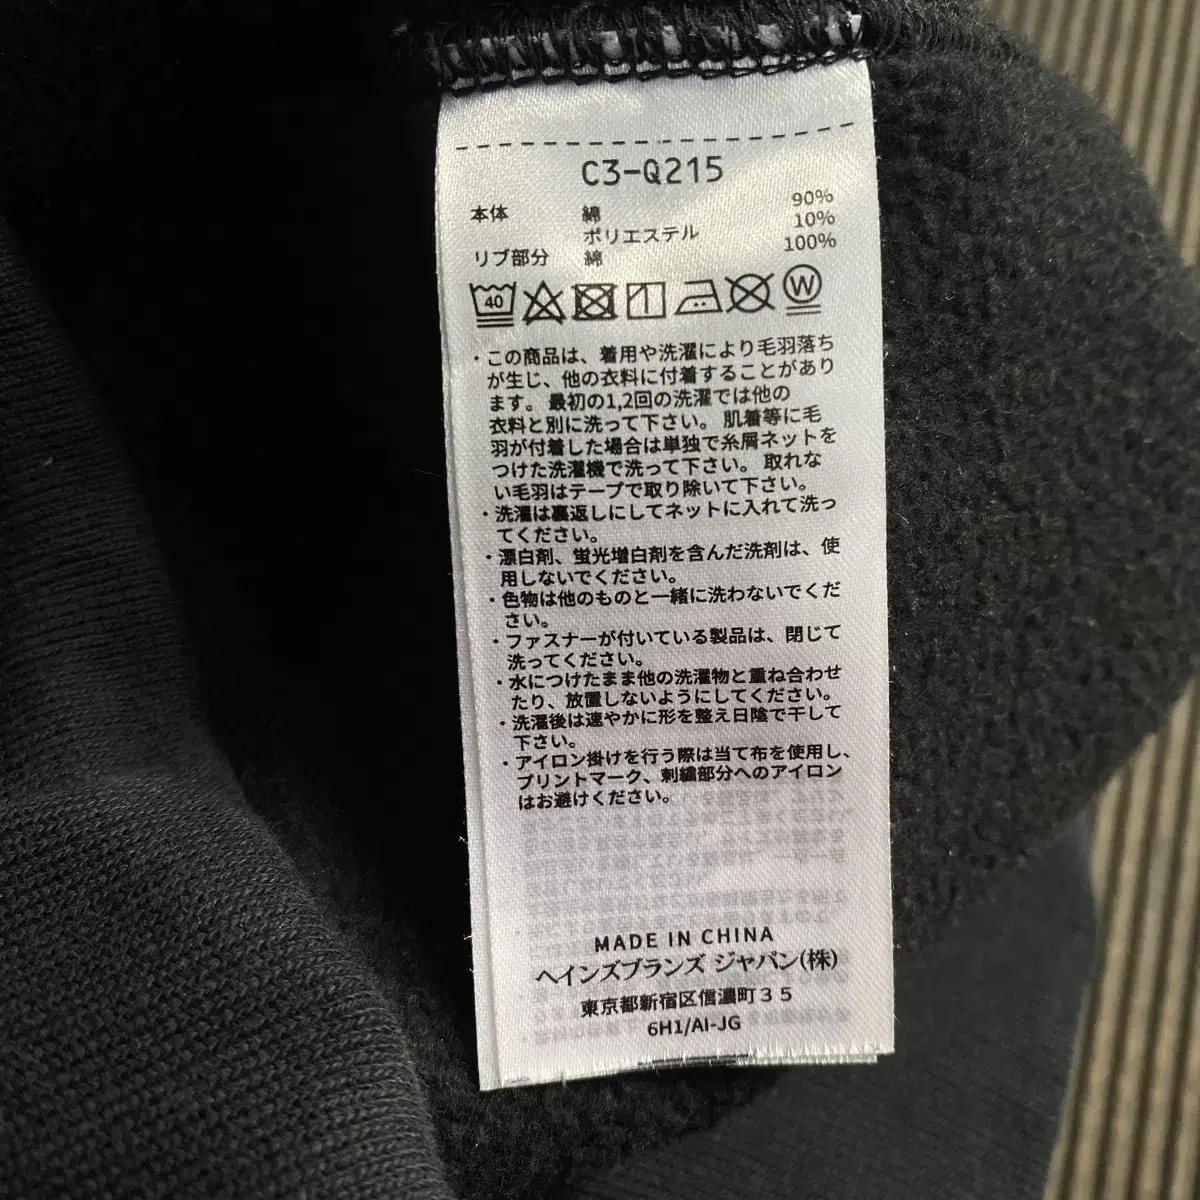 C3-Q215
本体 綿 90%
ポリエステル 10%
リブ部分 綿 100%
40 W
・この商品は、着用や洗濯により毛羽落ち
が生じ、他の衣料に付着することがあり
ます。最初の1,2回の洗濯では他の
衣料と別に洗って下さい。肌着等に毛
羽が付着した場合は単独で糸屑ネットを
つけた洗濯機で洗って下さい。取れな
い毛羽はテープで取り除いて下さい。
・洗濯は裏返しにしてネットに入れて洗っ
てください。
・漂白剤、蛍光増白剤を含んだ洗剤は、使
用しないでください。
・色物は他のものと一緒に洗わないでくだ
さい。
・ファスナーが付いている製品は、閉じて
洗ってください。
・水につけたまま他の洗濯物と重ね合わせ
たり、放置しないようにしてください。
・洗濯後は速やかに形を整え日陰で干して
下さい。
・アイロン掛けを行う際は当て布を使用し、
プリントマーク、刺繍部分へのアイロン
はお避けください。
MADE IN CHINA
ヘインズブランズ ジャパン(株)
東京都新宿区信濃町35
6H1/AI-JG